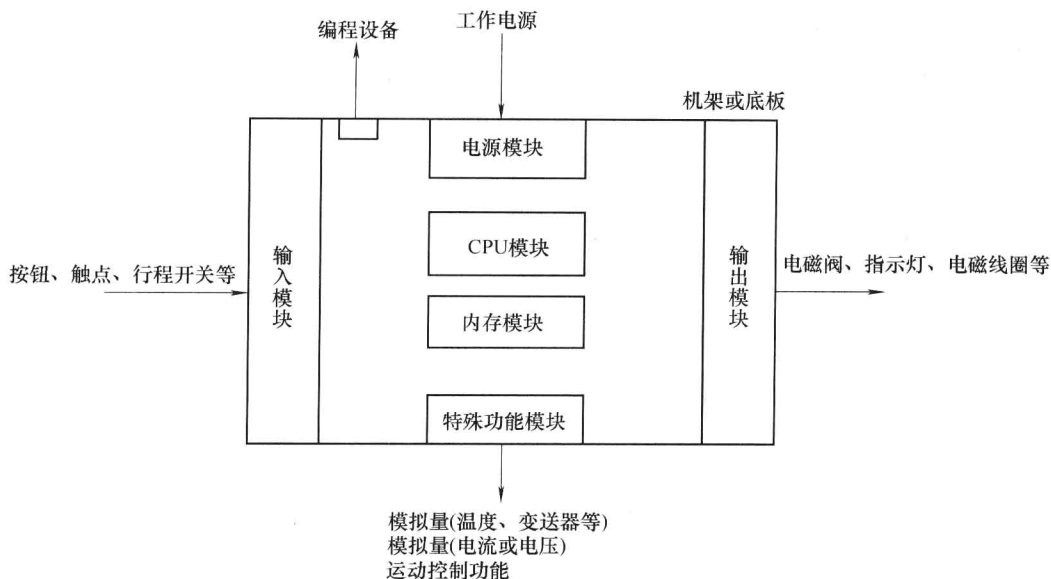 编程设备
工作电源
机架或底板
电源模块
CPU模块
内存模块
特殊功能模块
输入模块
输出模块
按钮、触点、行程开关等
电磁阀、指示灯、电磁线圈等
模拟量(温度、变送器等)
模拟量(电流或电压)
运动控制功能